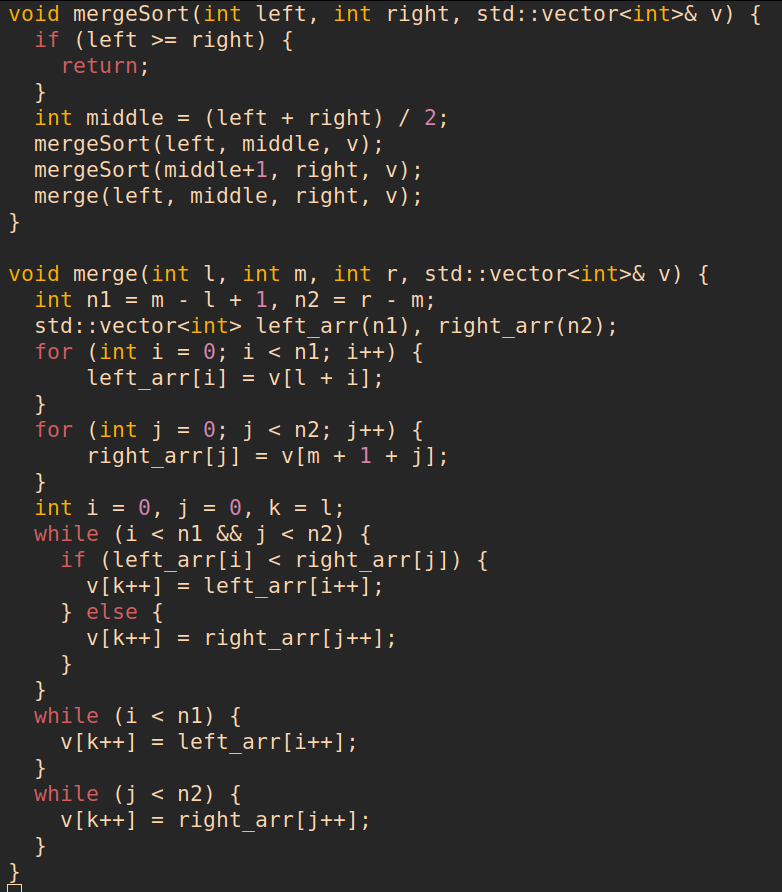 void mergeSort(int left, int right, std::vector<int>& v) {
  if (left >= right) {
    return;
  }
  int middle = (left + right) / 2;
  mergeSort(left, middle, v);
  mergeSort(middle+1, right, v);
  merge(left, middle, right, v);
}

void merge(int l, int m, int r, std::vector<int>& v) {
  int n1 = m - l + 1, n2 = r - m;
  std::vector<int> left_arr(n1), right_arr(n2);
  for (int i = 0; i < n1; i++) {
      left_arr[i] = v[l + i];
  }
  for (int j = 0; j < n2; j++) {
      right_arr[j] = v[m + 1 + j];
  }
  int i = 0, j = 0, k = l;
  while (i < n1 && j < n2) {
    if (left_arr[i] < right_arr[j]) {
      v[k++] = left_arr[i++];
    } else {
      v[k++] = right_arr[j++];
    }
  }
  while (i < n1) {
    v[k++] = left_arr[i++];
  }
  while (j < n2) {
    v[k++] = right_arr[j++];
  }
}